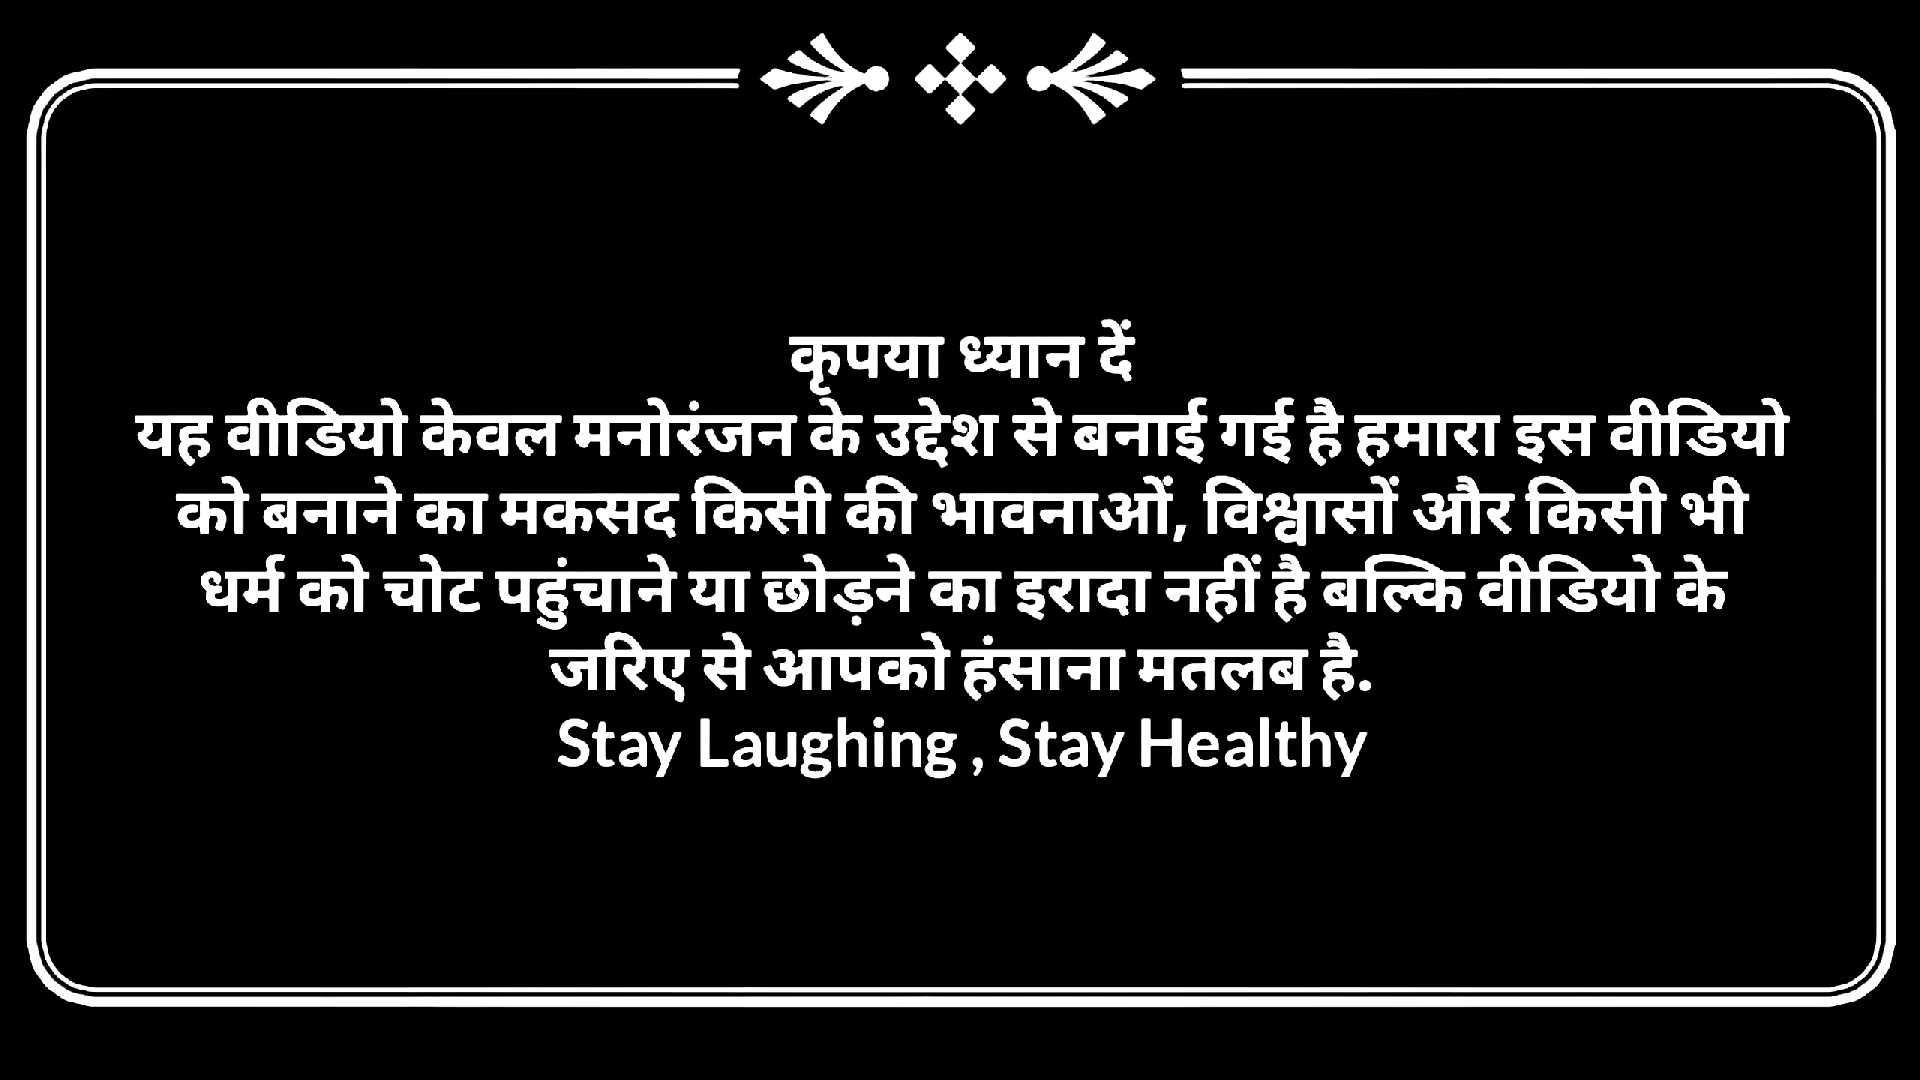 कृपया ध्यान दें
यह वीडियो केवल मनोरंजन के उद्देश से बनाई गई है हमारा इस वीडियो
को बनाने का मकसद किसी की भावनाओं, विश्वासों और किसी भी
धर्म को चोट पहुंचाने या छोड़ने का इरादा नहीं है बल्कि वीडियो के
जरिए से आपको हंसाना मतलब है.
Stay Laughing , Stay Healthy